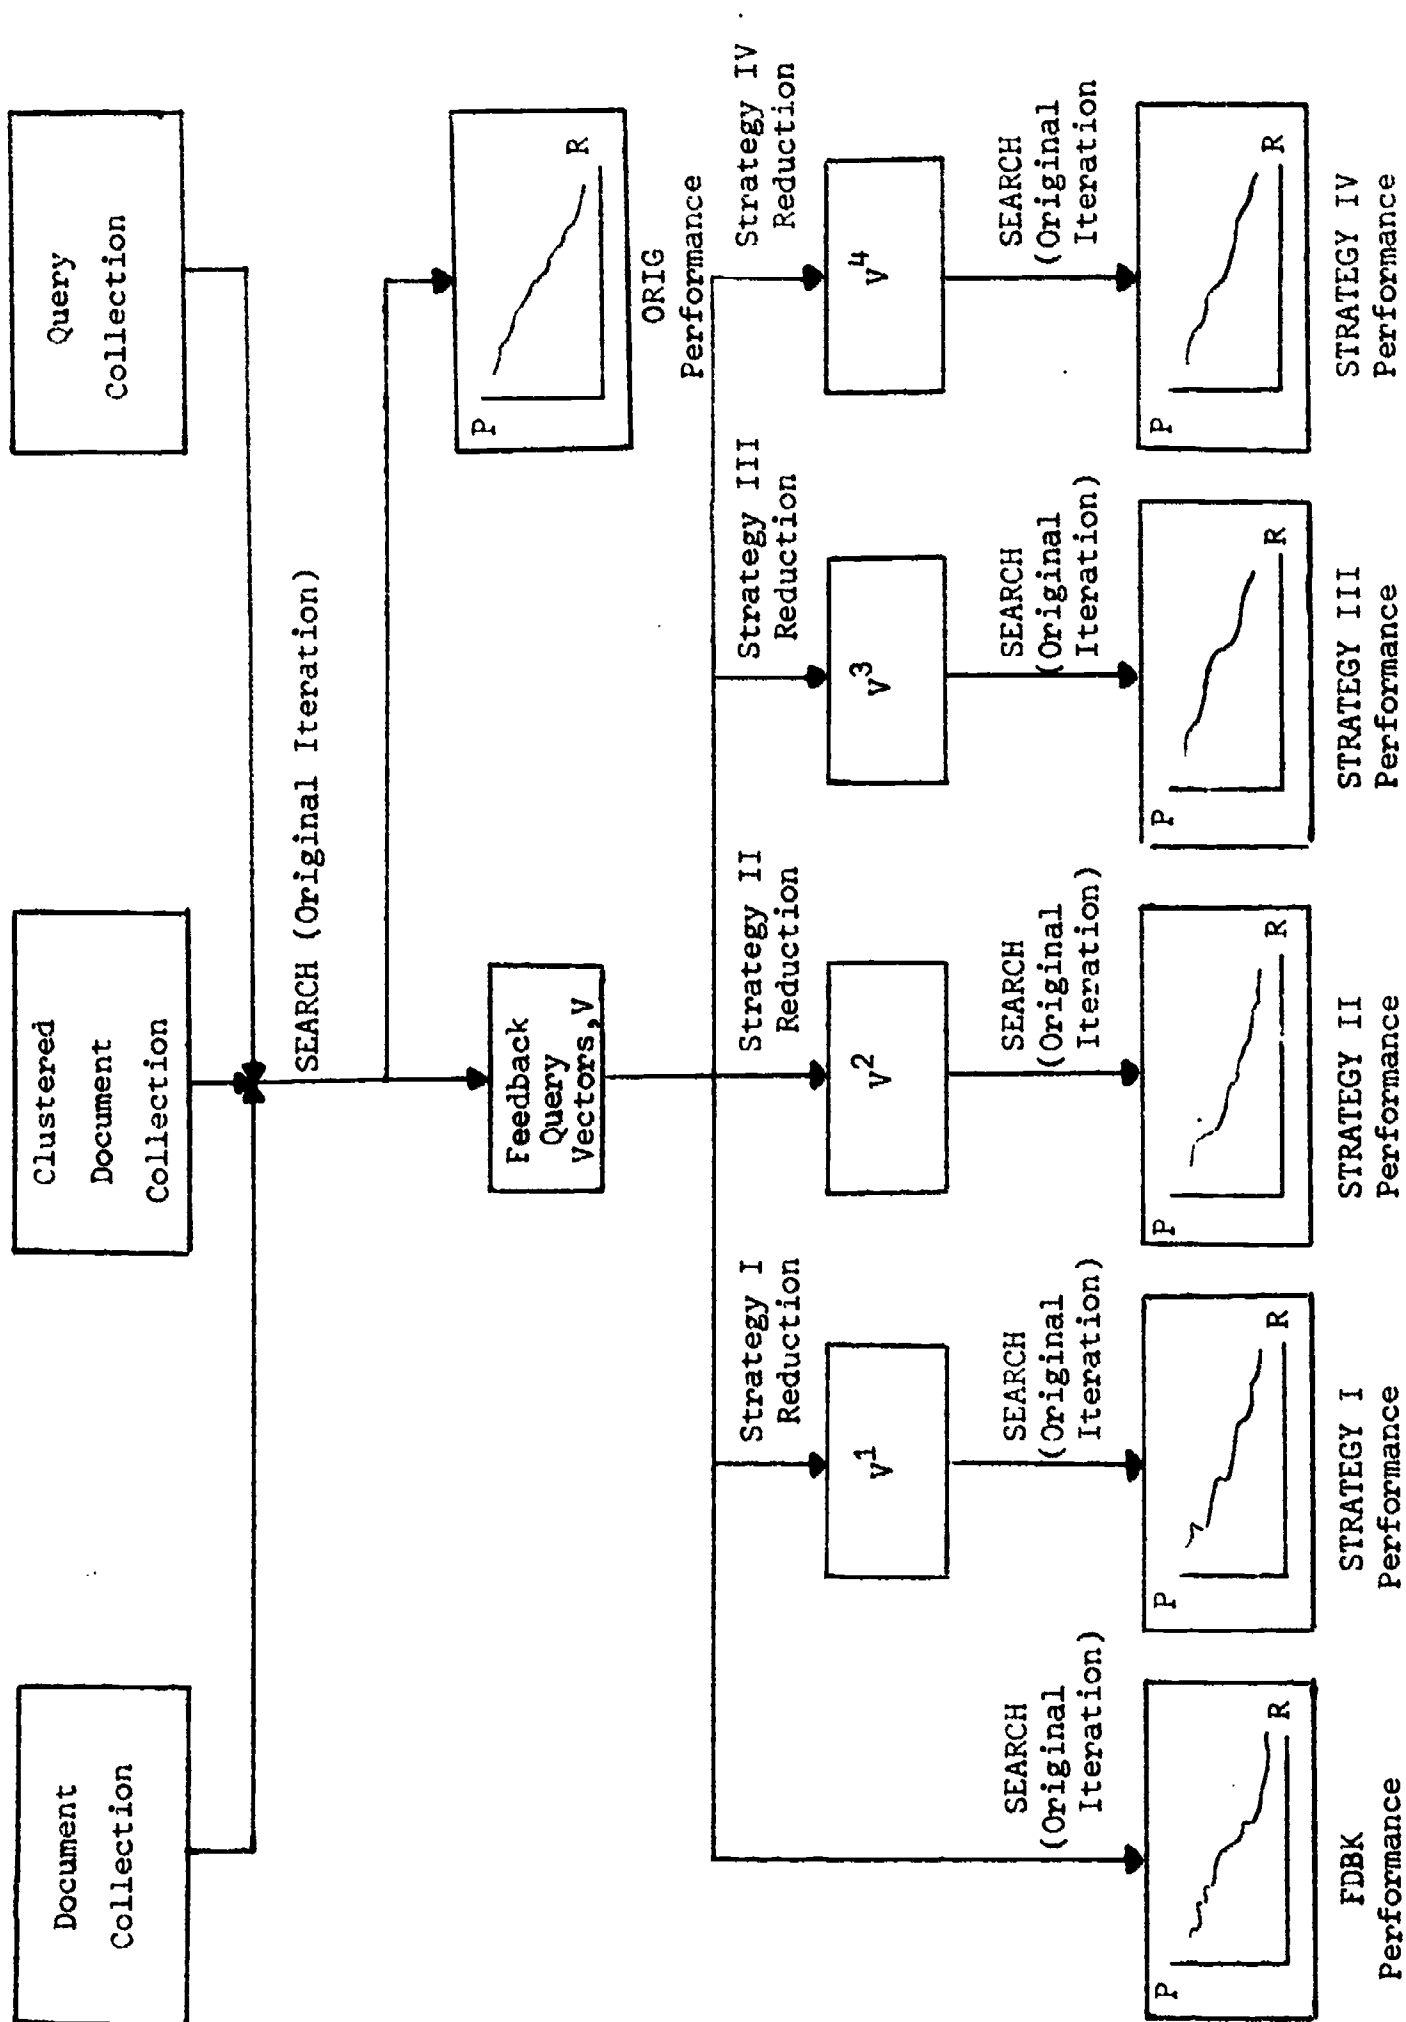 Document
Collection
Clustered
Document
Collection
Query
Collection
SEARCH (Original Iteration)
Feedback
Query
Vectors,V
P
R
ORIG
Performance
Strategy I
Reduction
Strategy II
Reduction
Strategy III
Reduction
Strategy IV
Reduction
V¹
V²
V³
V⁴
SEARCH
(Original
Iteration)
SEARCH
(Original
Iteration)
SEARCH
(Original
Iteration)
SEARCH
(Original
Iteration)
SEARCH
(Original
Iteration
P
R
P
R
P
R
P
R
P
R
FDBK
Performance
STRATEGY I
Performance
STRATEGY II
Performance
STRATEGY III
Performance
STRATEGY IV
Performance